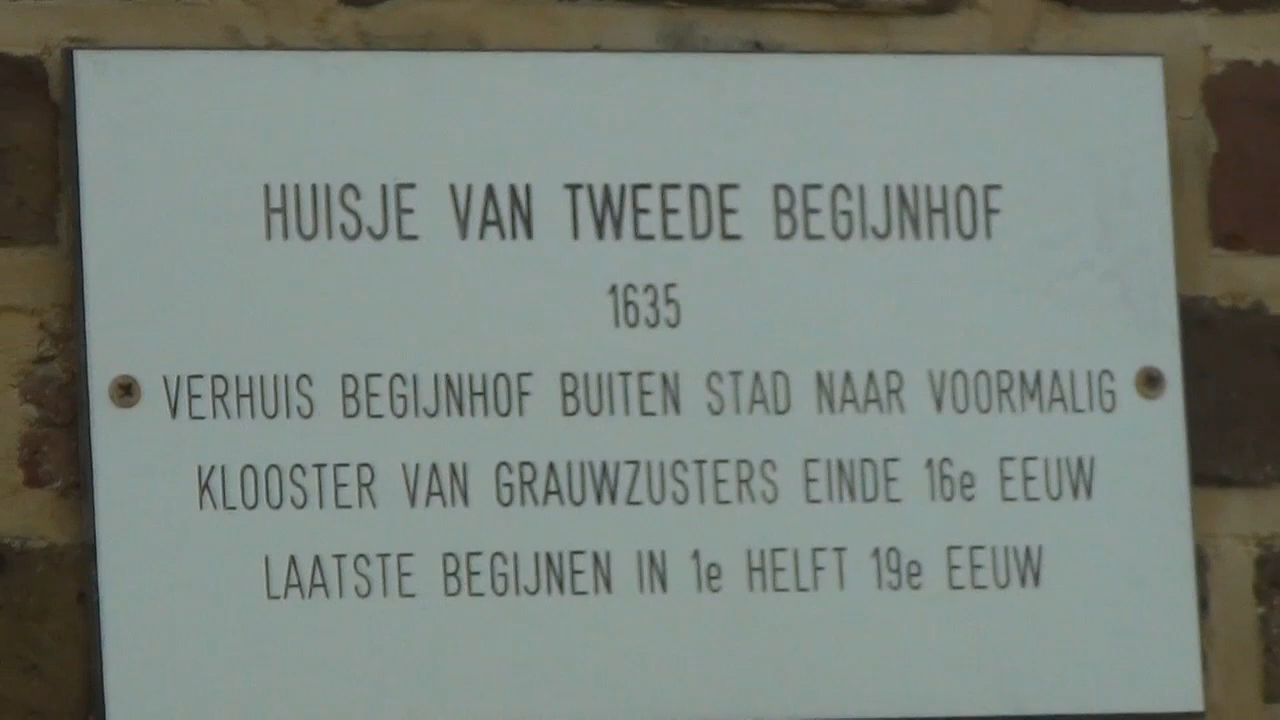 HUISJE VAN TWEEDE BEGIJNHOF
1635
VERHUIS BEGIJNHOF BUITEN STAD NAAR VOORMALIG
KLOOSTER VAN GRAUWZUSTERS EINDE 16e EEUW
LAATSTE BEGIJNEN IN 1e HELFT 19e EEUW